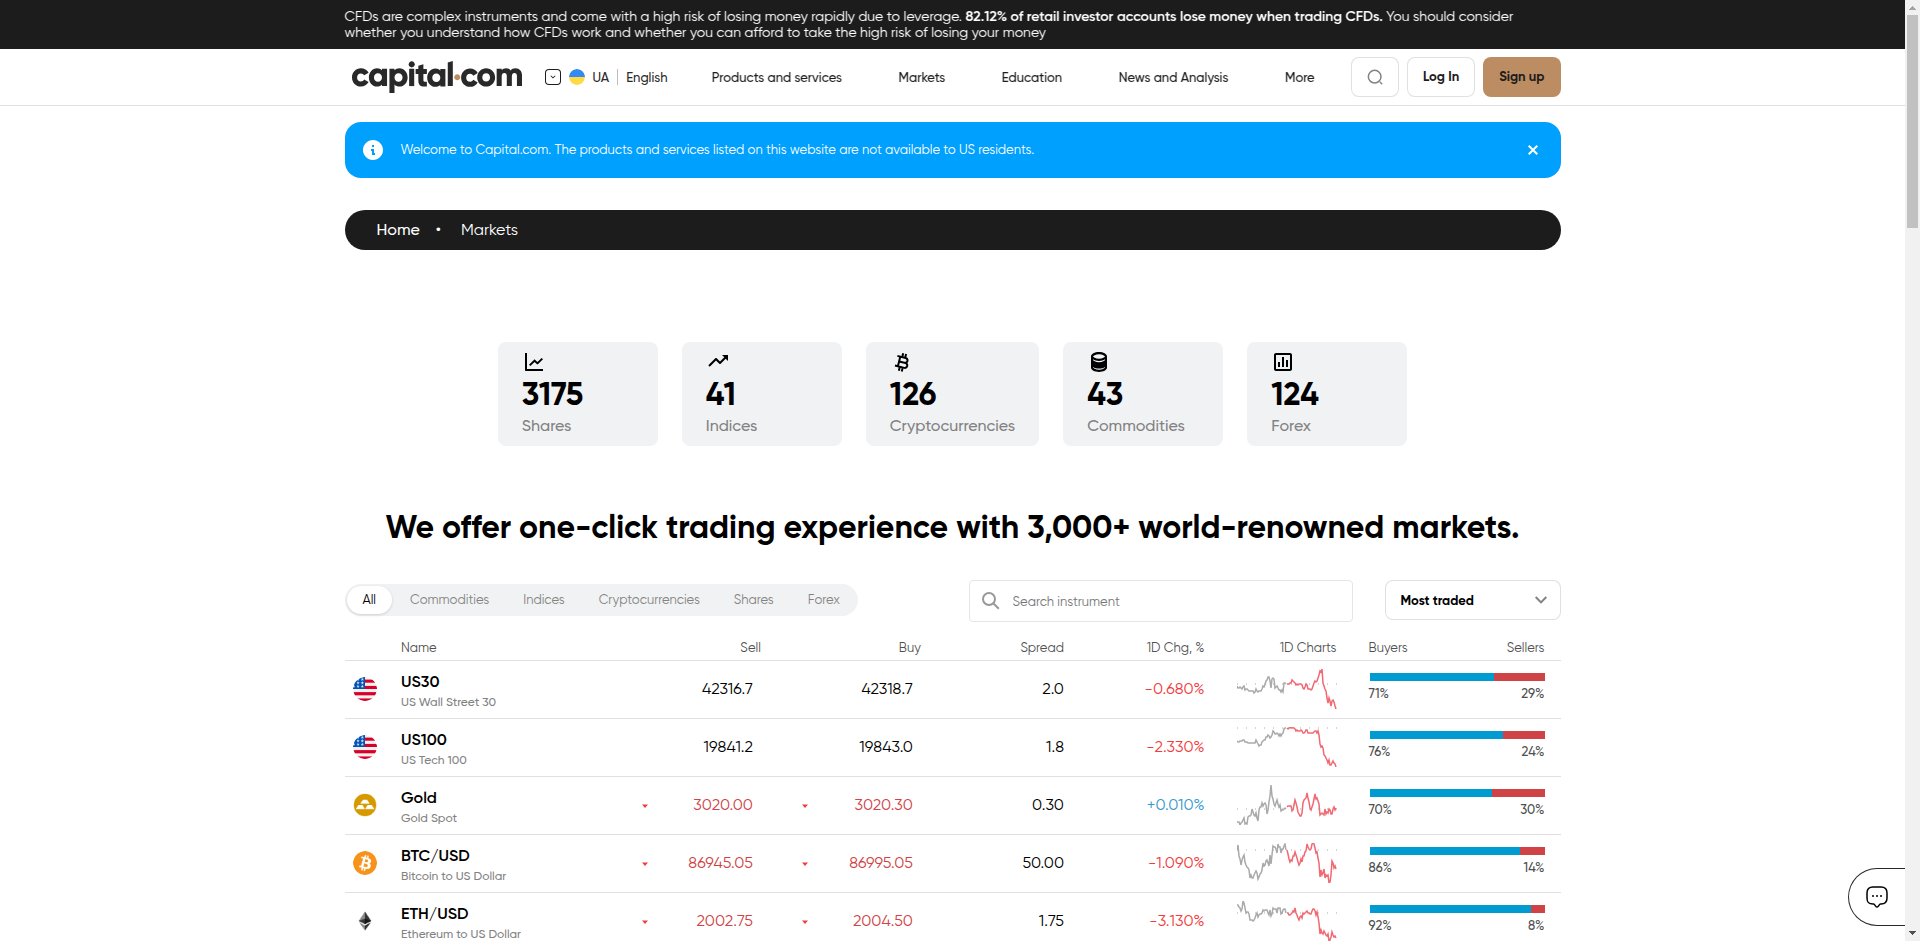 CFDs are complex instruments and come with a high risk of losing money rapidly due to leverage. 82.12% of retail investor accounts lose money when trading CFDs. You should consider
whether you understand how CFDs work and whether you can afford to take the high risk of losing your money
capital.com UA English Products and services Markets Education News and Analysis More Log In Sign up
Welcome to Capital.com. The products and services listed on this website are not available to US residents.
Home • Markets
3175 41 126 43 124
Shares Indices Cryptocurrencies Commodities Forex
We offer one-click trading experience with 3,000+ world-renowned markets.
All Commodities Indices Cryptocurrencies Shares Forex Search instrument Most traded
Name Sell Buy Spread 1D Chg, % 1D Charts Buyers Sellers
US30 42316.7 42318.7 2.0 -0.680% 71% 29%
US Wall Street 30
US100 19841.2 19843.0 1.8 -2.330% 76% 24%
US Tech 100
Gold 3020.00 3020.30 0.30 +0.010% 70% 30%
Gold Spot
BTC/USD 86945.05 86995.05 50.00 -1.090% 86% 14%
Bitcoin to US Dollar
ETH/USD 2002.75 2004.50 1.75 -3.130% 92% 8%
Ethereum to US Dollar